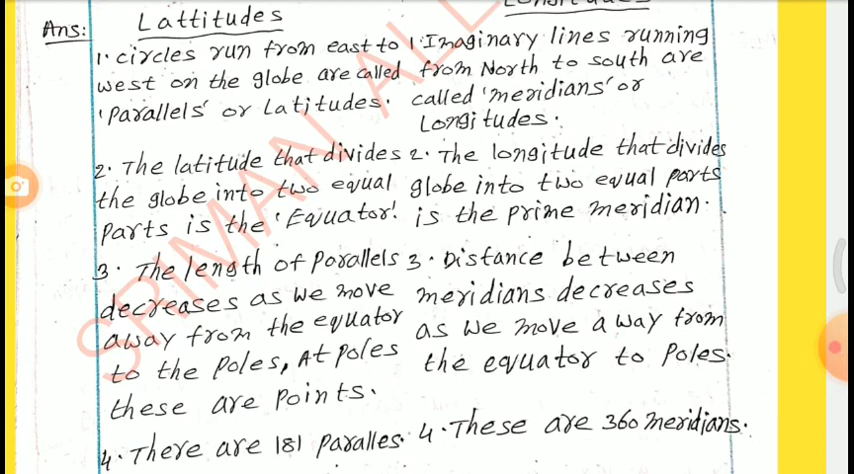 Longitudes
Ans:
Lattitudes
1. circles run from east to
west on the globe are called
'Parallels' or Latitudes.
1. Imaginary lines running
from North to south are
called 'meridians' or
Longitudes.
2. The latitude that divides
the globe into two equal
parts is the 'Equator'.
2. The longitude that divides
globe into two equal parts
is the prime meridian.
3. The length of Parallels
decreases as we move
away from the equator
to the Poles, At Poles
these are Points.
3. Distance between
meridians decreases
as we move away from
the equator to Poles.
4. There are 181 Paralles.
4. These are 360 meridians.
SRIMAN ALL